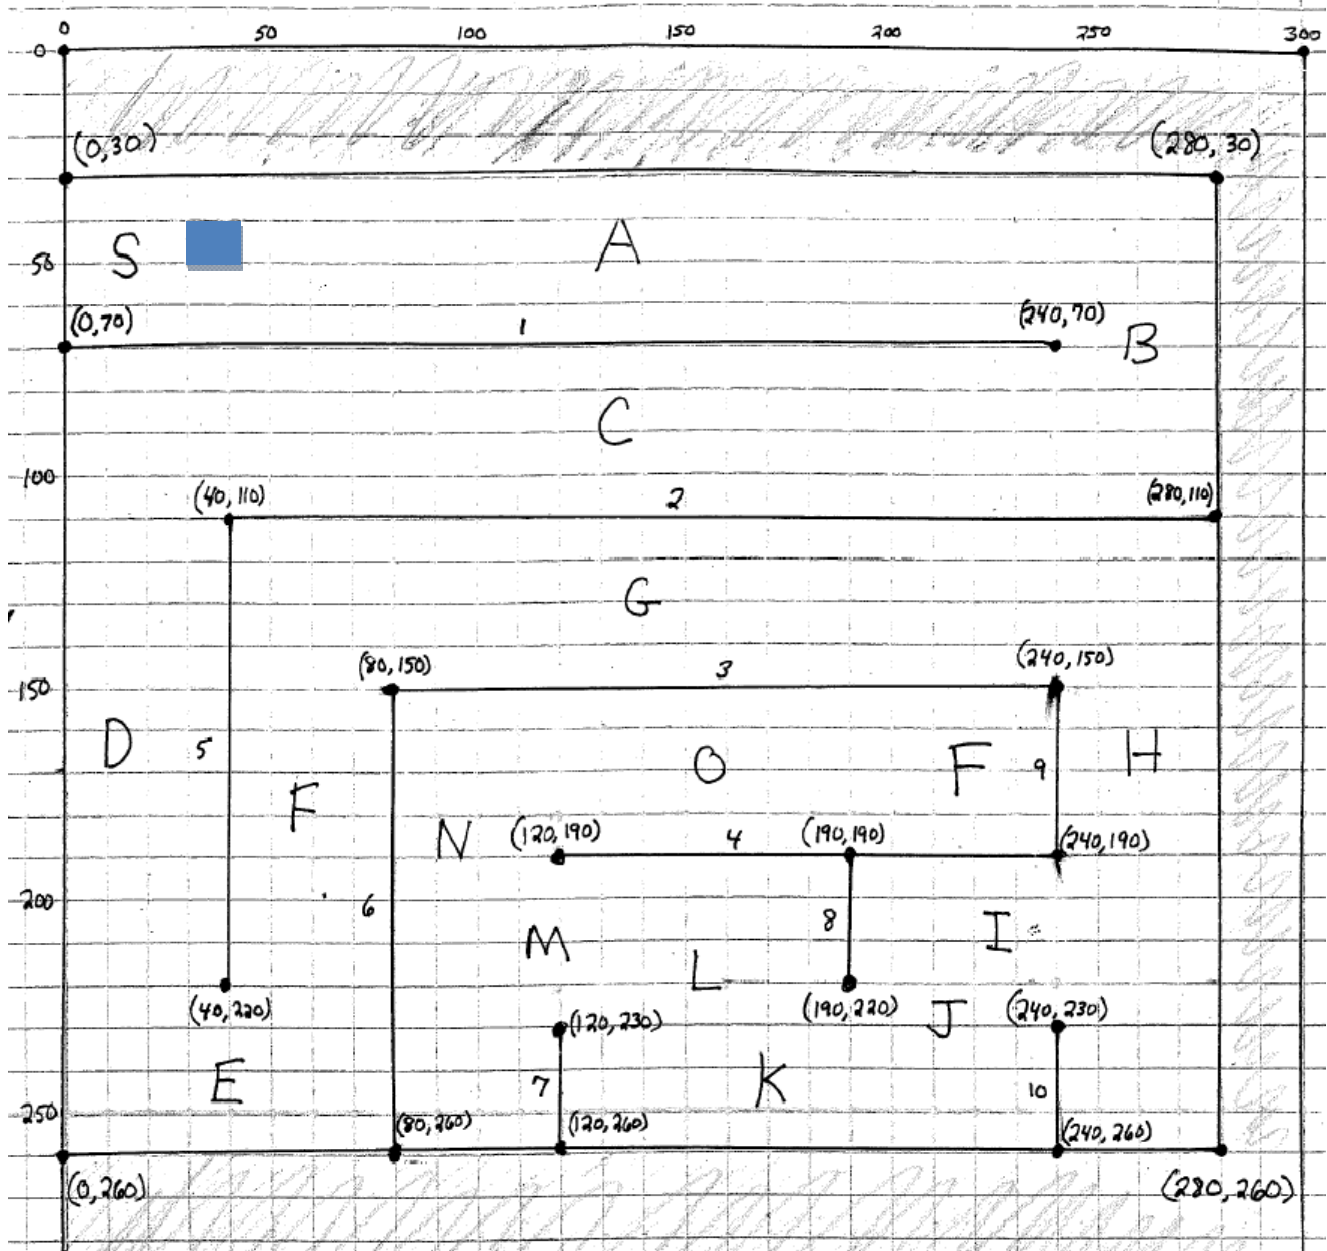 0 50 100 150 200 250 300
0
(0,30) (280,30)
S A
50
(0,70) 1 (240,70) B
C
100
(40,110) 2 (280,110)
G
(80,150) 3 (240,150)
150
D 5 O F 9 H
F
N (120,190) 4 (190,190) (240,190)
200 6 8 I
M
L
(40,220) (190,220) J (240,230)
(120,230)
E 7 K 10
250
(80,260) (120,260) (240,260)
(0,260) (280,260)